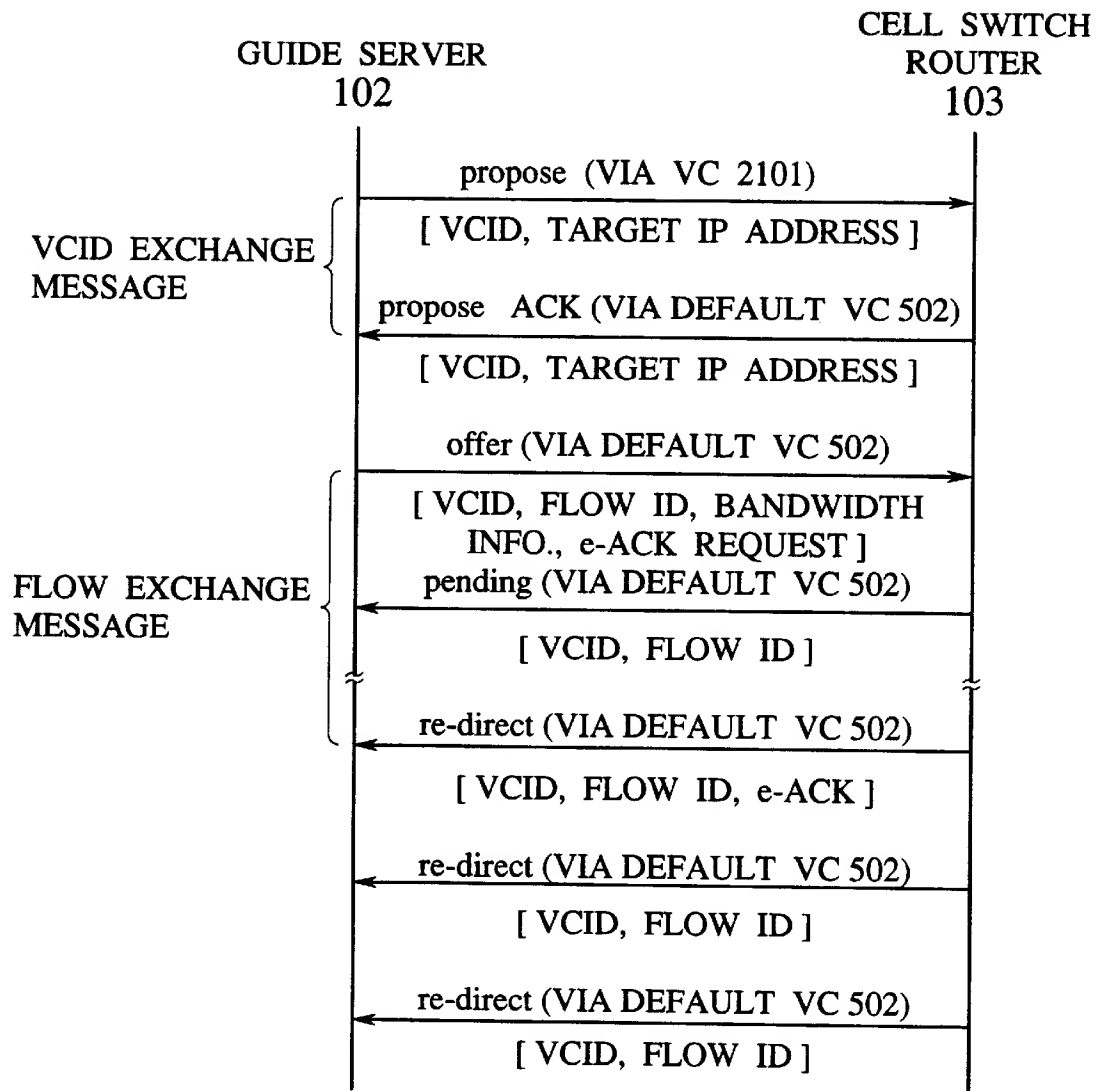 GUIDE SERVER
102
CELL SWITCH
ROUTER
103
propose (VIA VC 2101)
[ VCID, TARGET IP ADDRESS ]
VCID EXCHANGE
MESSAGE
propose ACK (VIA DEFAULT VC 502)
[ VCID, TARGET IP ADDRESS ]
offer (VIA DEFAULT VC 502)
[ VCID, FLOW ID, BANDWIDTH
INFO., e-ACK REQUEST ]
pending (VIA DEFAULT VC 502)
FLOW EXCHANGE
MESSAGE
[ VCID, FLOW ID ]
re-direct (VIA DEFAULT VC 502)
[ VCID, FLOW ID, e-ACK ]
re-direct (VIA DEFAULT VC 502)
[ VCID, FLOW ID ]
re-direct (VIA DEFAULT VC 502)
[ VCID, FLOW ID ]